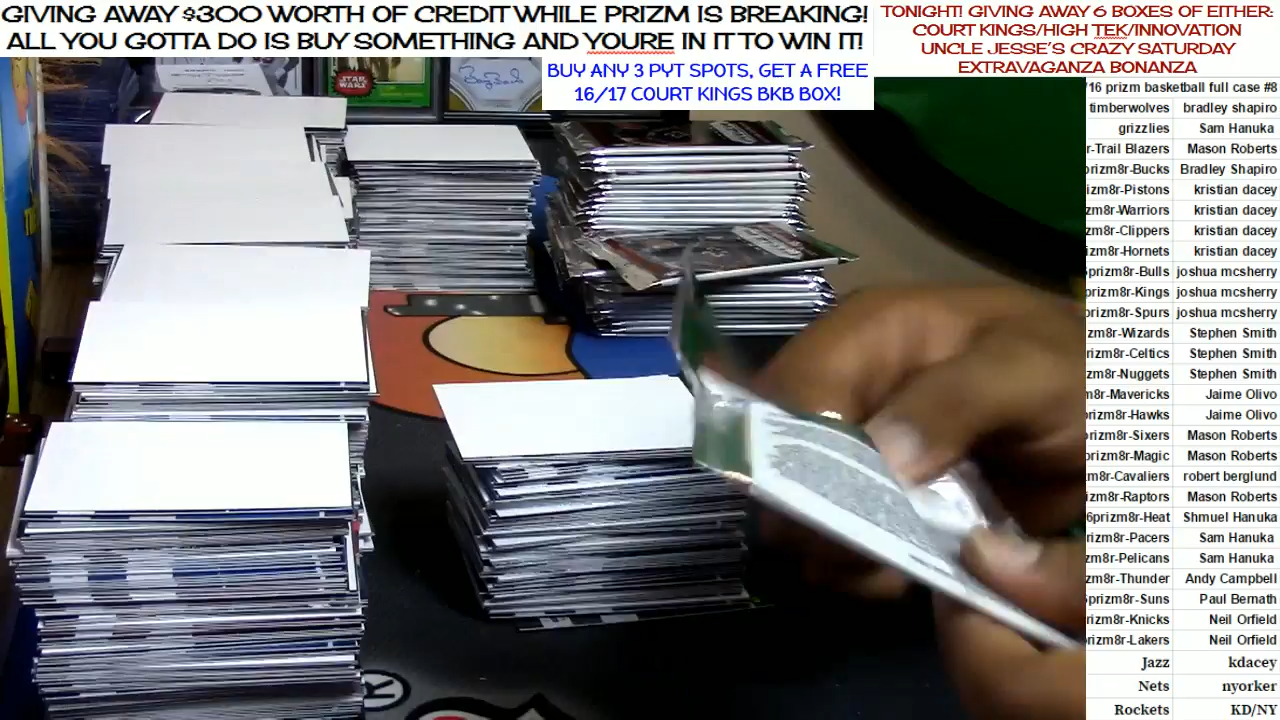 GIVING AWAY $300 WORTH OF CREDIT WHILE PRIZM IS BREAKING!
ALL YOU GOTTA DO IS BUY SOMETHING AND YOURE IN IT TO WIN IT!
BUY ANY 3 PYT SPOTS, GET A FREE
16/17 COURT KINGS BKB BOX!
TONIGHT! GIVING AWAY 6 BOXES OF EITHER:
COURT KINGS/HIGH TEK/INNOVATION
UNCLE JESSE'S CRAZY SATURDAY
EXTRAVAGANZA BONANZA
STAR WARS
/16 prizm basketball full case #8
timberwolves bradley shapiro
grizzlies Sam Hanuka
r-Trail Blazers Mason Roberts
prizm8r-Bucks Bradley Shapiro
prizm8r-Pistons kristian dacey
zm8r-Warriors kristian dacey
zm8r-Clippers kristian dacey
zm8r-Hornets kristian dacey
prizm8r-Bulls joshua mcsherry
prizm8r-Kings joshua mcsherry
prizm8r-Spurs joshua mcsherry
zm8r-Wizards Stephen Smith
izm8r-Celtics Stephen Smith
zm8r-Nuggets Stephen Smith
m8r-Mavericks Jaime Olivo
prizm8r-Hawks Jaime Olivo
prizm8r-Sixers Mason Roberts
prizm8r-Magic Mason Roberts
m8r-Cavaliers robert berglund
izm8r-Raptors Mason Roberts
6prizm8r-Heat Shmuel Hanuka
zm8r-Pacers Sam Hanuka
zm8r-Pelicans Sam Hanuka
zm8r-Thunder Andy Campbell
prizm8r-Suns Paul Bernath
rizm8r-Knicks Neil Orfield
rizm8r-Lakers Neil Orfield
Jazz kdacey
Nets nyorker
Rockets KD/NY